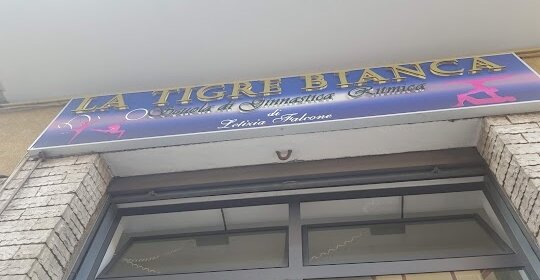 LA TIGRE BIANCA
Scuola di Ginnastica Ritmica
di
Letizia Falcone